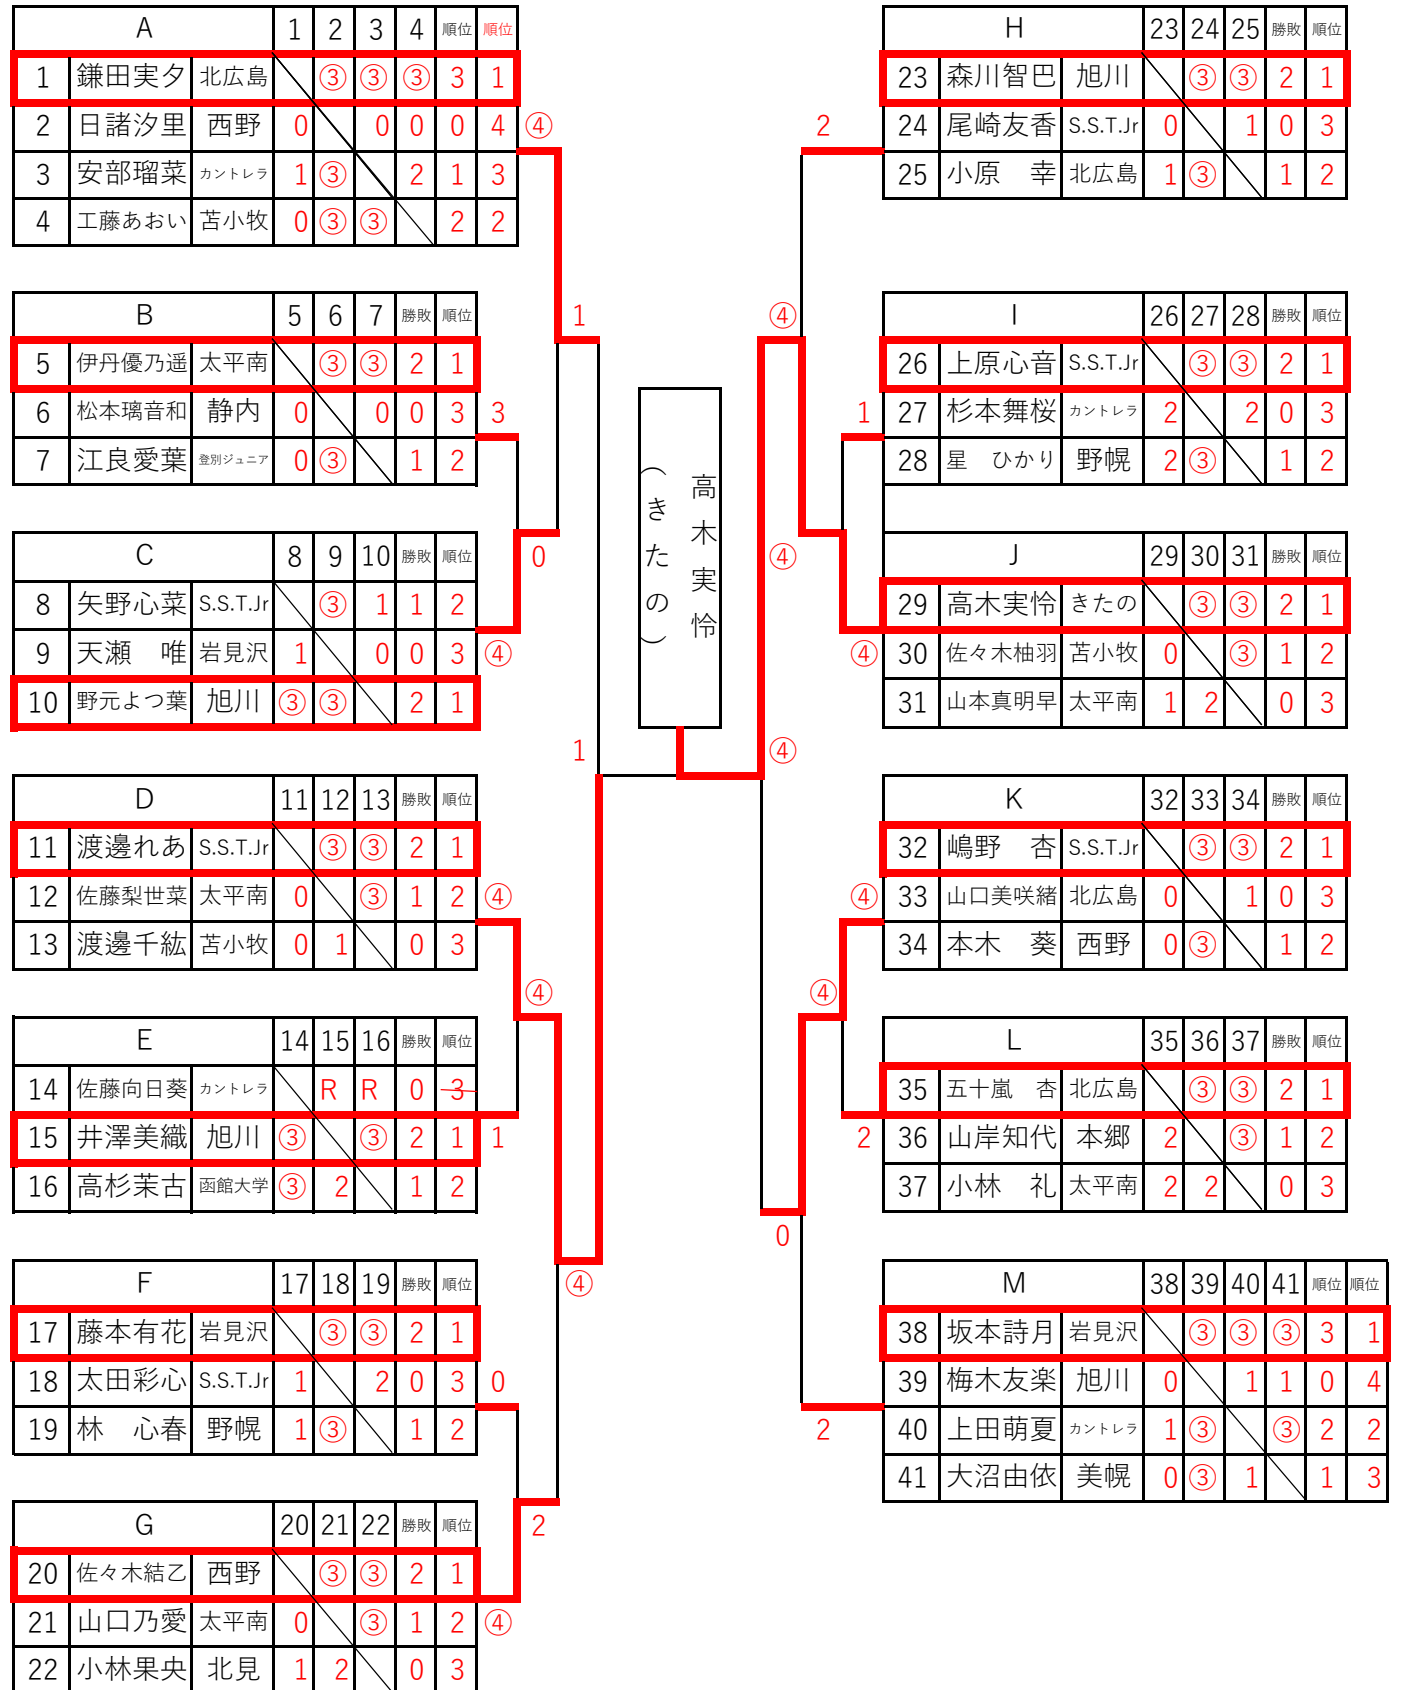 A 1 2 3 4 順位 順位
1 鎌田実夕 北広島 ③ ③ ③ 3 1
2 日諸汐里 西野 0 0 0 0 4
④
3 安部瑠菜 カントレラ 1 ③ 2 1 3
4 工藤あおい 苫小牧 0 ③ ③ 2 2
B 5 6 7 勝敗 順位
1
5 伊丹優乃遥 太平南 ③ ③ 2 1
6 松本璃音和 静内 0 0 0 3
3
7 江良愛葉 登別ジュニア 0 ③ 1 2
C 8 9 10 勝敗 順位
0
8 矢野心菜 S.S.T.Jr ③ 1 1 2
9 天瀬　唯 岩見沢 1 0 0 3
④
10 野元よつ葉 旭川 ③ ③ 2 1
1
D 11 12 13 勝敗 順位
11 渡邊れあ S.S.T.Jr ③ ③ 2 1
12 佐藤梨世菜 太平南 0 ③ 1 2
④
13 渡邊千紘 苫小牧 0 1 0 3
④
E 14 15 16 勝敗 順位
14 佐藤向日葵 カントレラ R R 0 3
15 井澤美織 旭川 ③ ③ 2 1
1
16 高杉茉古 函館大学 ③ 2 1 2
F 17 18 19 勝敗 順位
④
17 藤本有花 岩見沢 ③ ③ 2 1
18 太田彩心 S.S.T.Jr 1 2 0 3
0
19 林　心春 野幌 1 ③ 1 2
G 20 21 22 勝敗 順位
2
20 佐々木結乙 西野 ③ ③ 2 1
21 山口乃愛 太平南 0 ③ 1 2
④
22 小林果央 北見 1 2 0 3
高木実怜
（きたの）
H 23 24 25 勝敗 順位
23 森川智巴 旭川 ③ ③ 2 1
2
24 尾崎友香 S.S.T.Jr 0 1 0 3
25 小原　幸 北広島 1 ③ 1 2
④
I 26 27 28 勝敗 順位
26 上原心音 S.S.T.Jr ③ ③ 2 1
1
27 杉本舞桜 カントレラ 2 2 0 3
28 星　ひかり 野幌 2 ③ 1 2
④
J 29 30 31 勝敗 順位
29 高木実怜 きたの ③ ③ 2 1
④
30 佐々木柚羽 苫小牧 0 ③ 1 2
31 山本真明早 太平南 1 2 0 3
④
K 32 33 34 勝敗 順位
32 嶋野　杏 S.S.T.Jr ③ ③ 2 1
④
33 山口美咲緒 北広島 0 1 0 3
34 本木　葵 西野 0 ③ 1 2
④
L 35 36 37 勝敗 順位
35 五十嵐　杏 北広島 ③ ③ 2 1
2
36 山岸知代 本郷 2 ③ 1 2
37 小林　礼 太平南 2 2 0 3
0
M 38 39 40 41 順位 順位
38 坂本詩月 岩見沢 ③ ③ ③ 3 1
39 梅木友楽 旭川 0 1 1 0 4
2
40 上田萌夏 カントレラ 1 ③ ③ 2 2
41 大沼由依 美幌 0 ③ 1 1 3